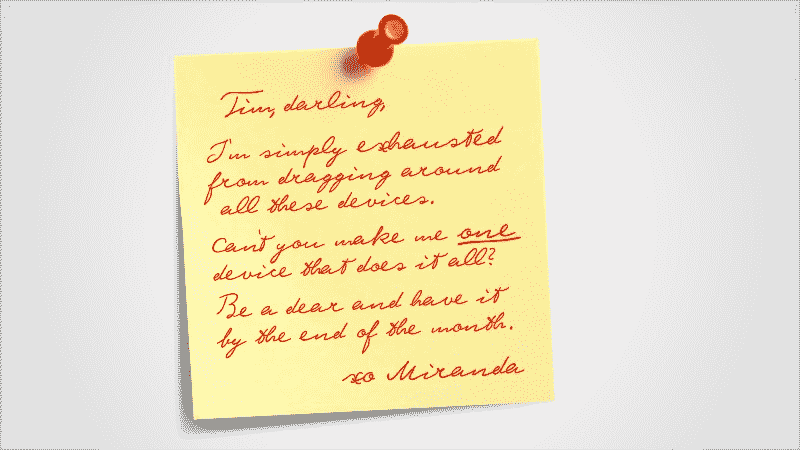 Tim, darling,
I'm simply exhausted
from dragging around
all these devices.
Can't you make me one
device that does it all?
Be a dear and have it
by the end of the month.
xo Miranda